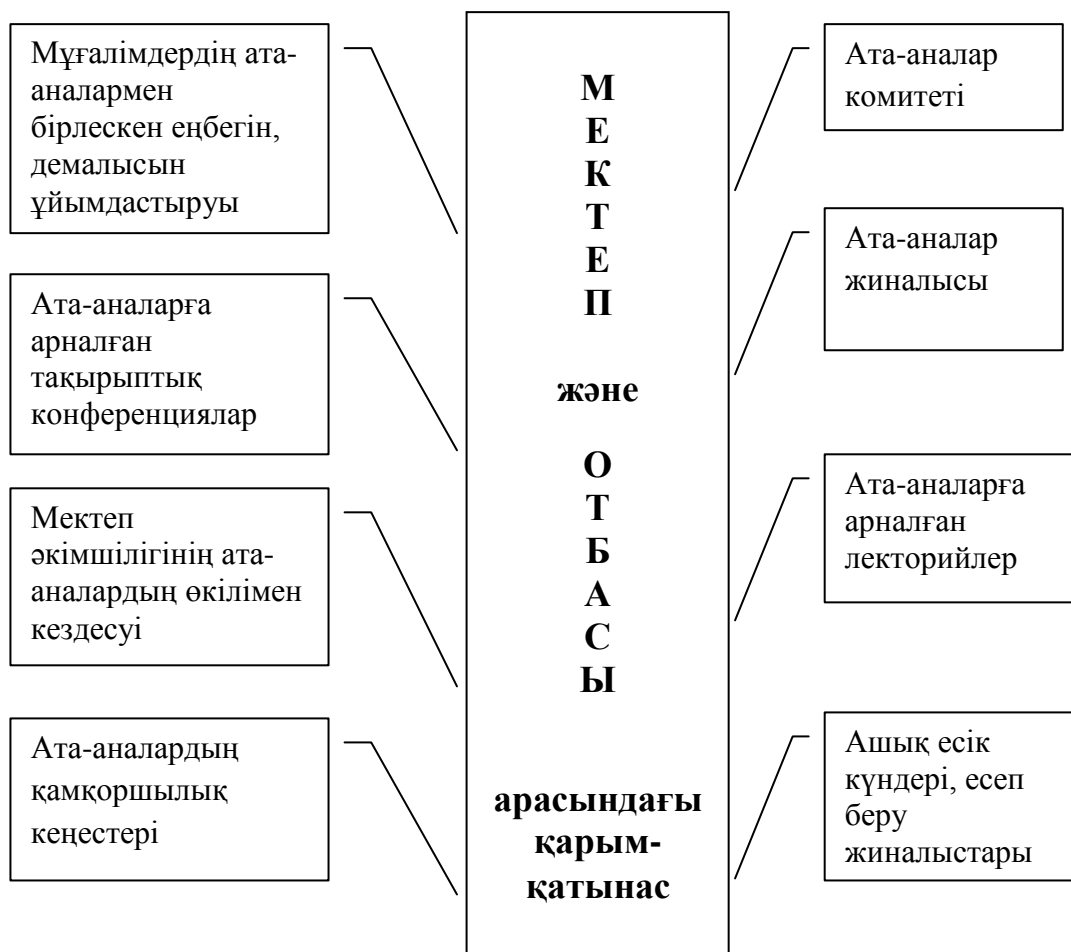 Мұғалімдердің ата-
аналармен
бірлескен еңбегін,
демалысын
ұйымдастыруы
Ата-аналарға
арналған
тақырыптық
конференциялар
Мектеп
әкімшілігінің ата-
аналардың өкілімен
кездесуі
Ата-аналардың
қамқоршылық
кеңестері
М
Е
К
Т
Е
П
және
О
Т
Б
А
С
Ы
арасындағы
қарым-
қатынас
Ата-аналар
комитеті
Ата-аналар
жиналысы
Ата-аналарға
арналған
лекторийлер
Ашық есік
күндері, есеп
беру
жиналыстары